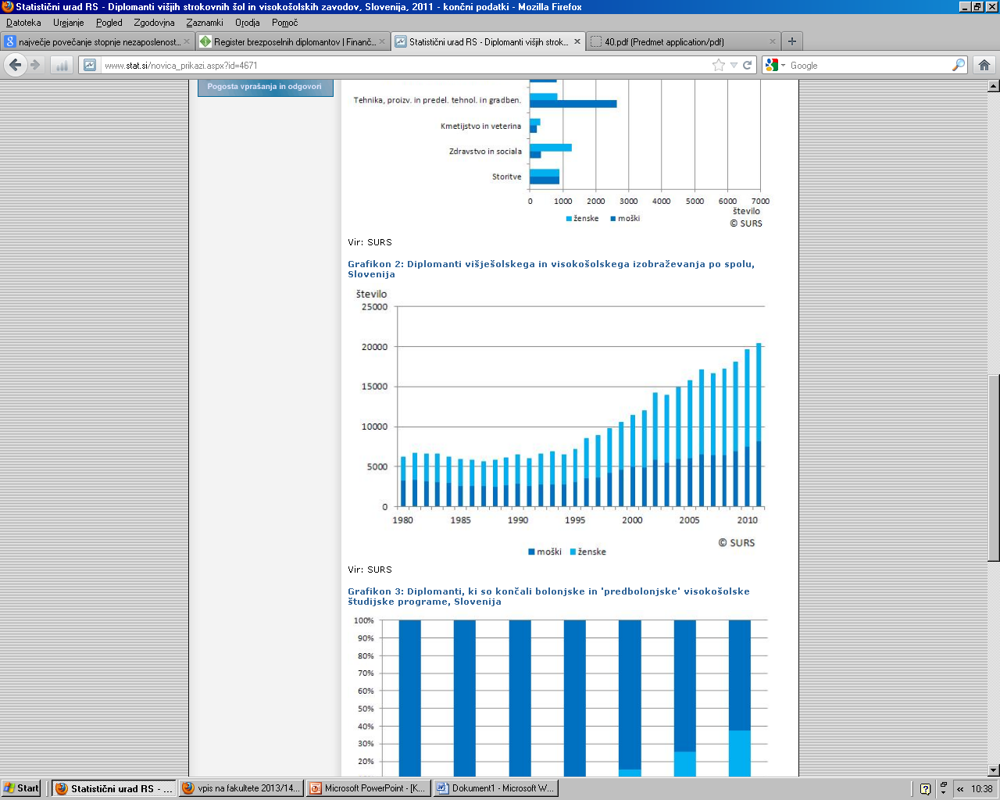 Statistični urad RS - Diplomanti višjih strokovnih šol in visokošolskih zavodov, Slovenija, 2011 - končni podatki - Mozilla Firefox
Datoteka Urejanje Pogled Zgodovina Zaznamki Orodja Pomoč
največje povečanje stopnje nezaposlenost...
Register brezposelnih diplomantov | Financ...
Statistični urad RS - Diplomanti višjih strok...
40.pdf (Predmet application/pdf)
www.stat.si/novica_prikazi.aspx?id=4671
Google
Pogosta vprašanja in odgovori
Tehnika, proizv. in predel. tehnol. in gradben.
Kmetijstvo in veterina
Zdravstvo in sociala
Storitve
0 1000 2000 3000 4000 5000 6000 7000
število
ženske moški
© SURS
Vir: SURS
Grafikon 2: Diplomanti višješolskega in visokošolskega izobraževanja po spolu,
Slovenija
število
25000
20000
15000
10000
5000
0
1980 1985 1990 1995 2000 2005 2010
© SURS
moški ženske
Vir: SURS
Grafikon 3: Diplomanti, ki so končali bolonjske in 'predbolonjske' visokošolske
študijske programe, Slovenija
100%
90%
80%
70%
60%
50%
40%
30%
20%
Start
Statistični urad RS - ...
vpis na fakultete 2013/14...
Microsoft PowerPoint - [K...
Dokument1 - Microsoft W...
10:38